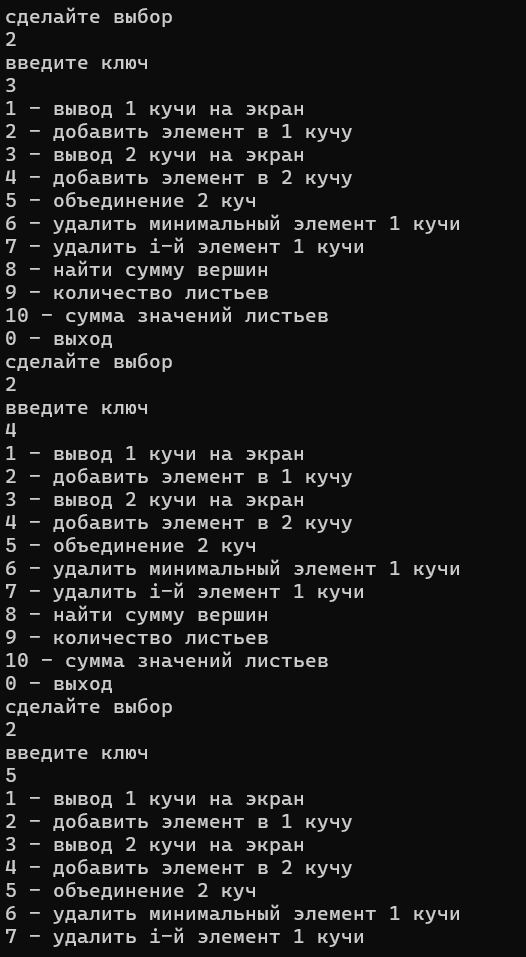 сделайте выбор
2
введите ключ
3
1 - вывод 1 кучи на экран
2 - добавить элемент в 1 кучу
3 - вывод 2 кучи на экран
4 - добавить элемент в 2 кучу
5 - объединение 2 куч
6 - удалить минимальный элемент 1 кучи
7 - удалить i-й элемент 1 кучи
8 - найти сумму вершин
9 - количество листьев
10 - сумма значений листьев
0 - выход
сделайте выбор
2
введите ключ
4
1 - вывод 1 кучи на экран
2 - добавить элемент в 1 кучу
3 - вывод 2 кучи на экран
4 - добавить элемент в 2 кучу
5 - объединение 2 куч
6 - удалить минимальный элемент 1 кучи
7 - удалить i-й элемент 1 кучи
8 - найти сумму вершин
9 - количество листьев
10 - сумма значений листьев
0 - выход
сделайте выбор
2
введите ключ
5
1 - вывод 1 кучи на экран
2 - добавить элемент в 1 кучу
3 - вывод 2 кучи на экран
4 - добавить элемент в 2 кучу
5 - объединение 2 куч
6 - удалить минимальный элемент 1 кучи
7 - удалить i-й элемент 1 кучи